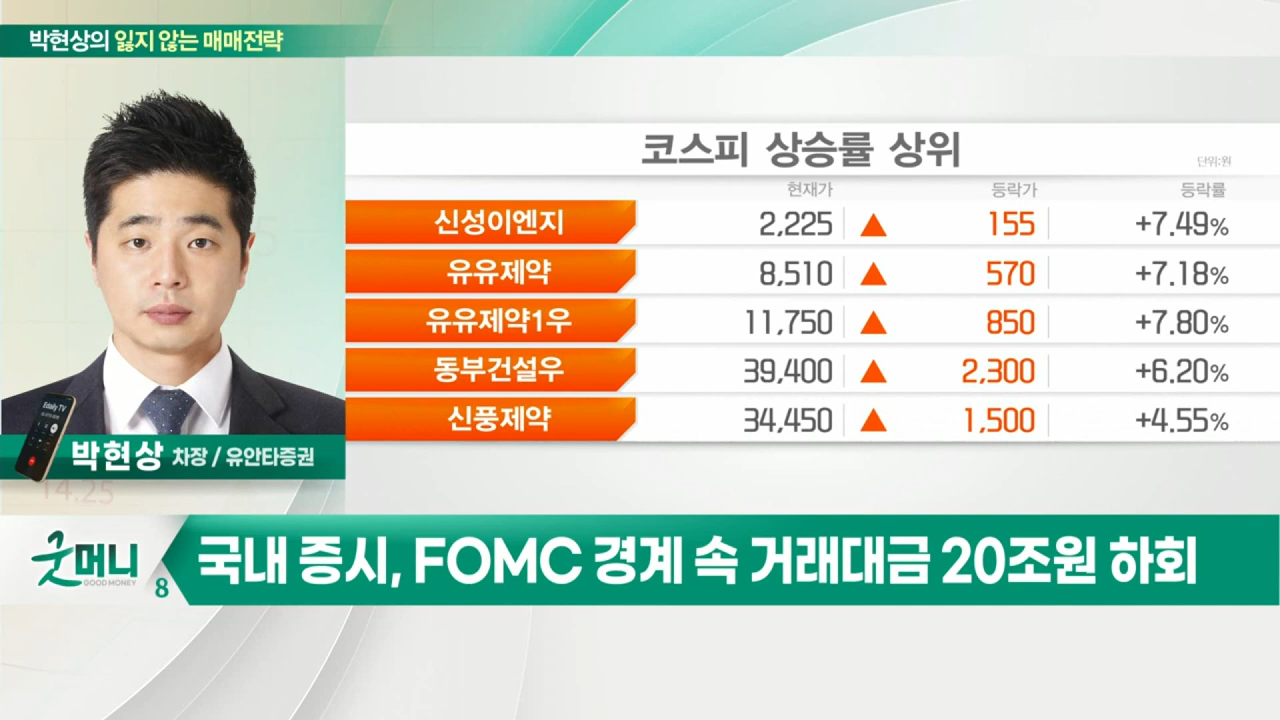 박현상의 잃지 않는 매매전략
코스피 상승률 상위
단위:원
현재가 등락가 등락률
신성이엔지 2,225 ▲ 155 +7.49%
유유제약 8,510 ▲ 570 +7.18%
유유제약1우 11,750 ▲ 850 +7.80%
동부건설우 39,400 ▲ 2,300 +6.20%
신풍제약 34,450 ▲ 1,500 +4.55%
Edaily TV
박현상 차장 / 유안타증권
14.25
굿머니
GOOD MONEY
8
국내 증시, FOMC 경계 속 거래대금 20조원 하회